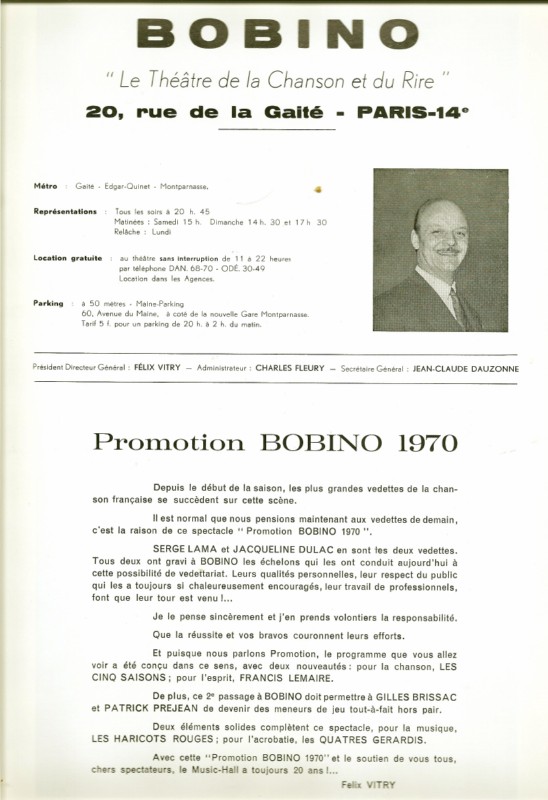 BOBINO
" Le Théâtre de la Chanson et du Rire "
20, rue de la Gaité - PARIS-14e
Métro : Gaité - Edgar-Quinet - Montparnasse.
Représentations : Tous les soirs à 20 h. 45
Matinées : Samedi 15 h. Dimanche 14 h. 30 et 17 h 30
Relâche : Lundi
Location gratuite : au théâtre sans interruption de 11 à 22 heures
par téléphone DAN. 68-70 - ODÉ. 30-49
Location dans les Agences.
Parking : à 50 mètres - Maine-Parking
60, Avenue du Maine, à coté de la nouvelle Gare Montparnasse.
Tarif 5 f. pour un parking de 20 h. à 2 h. du matin.
Président Directeur Général : FÉLIX VITRY — Administrateur : CHARLES FLEURY — Secrétaire Général : JEAN-CLAUDE DAUZONNE
Promotion BOBINO 1970
Depuis le début de la saison, les plus grandes vedettes de la chan-
son française se succèdent sur cette scène.
Il est normal que nous pensions maintenant aux vedettes de demain,
c'est la raison de ce spectacle " Promotion BOBINO 1970 ".
SERGE LAMA et JACQUELINE DULAC en sont les deux vedettes.
Tous deux ont gravi à BOBINO les échelons qui les ont conduit aujourd'hui à
cette possibilité de vedettariat. Leurs qualités personnelles, leur respect du public
qui les a toujours si chaleureusement encouragés, leur travail de professionnels,
font que leur tour est venu !...
Je le pense sincèrement et j'en prends volontiers la responsabilité.
Que la réussite et vos bravos couronnent leurs efforts.
Et puisque nous parlons Promotion, le programme que vous allez
voir a été conçu dans ce sens, avec deux nouveautés : pour la chanson, LES
CINQ SAISONS ; pour l'esprit, FRANCIS LEMAIRE.
De plus, ce 2e passage à BOBINO doit permettre à GILLES BRISSAC
et PATRICK PREJEAN de devenir des meneurs de jeu tout-à-fait hors pair.
Deux éléments solides complètent ce spectacle, pour la musique,
LES HARICOTS ROUGES ; pour l'acrobatie, les QUATRES GERARDIS.
Avec cette "Promotion BOBINO 1970" et le soutien de vous tous,
chers spectateurs, le Music-Hall a toujours 20 ans !...
Felix VITRY